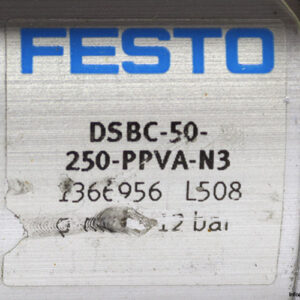 FESTO
DSBC-50-
250-PPVA-N3
1366956 L508
12 bar